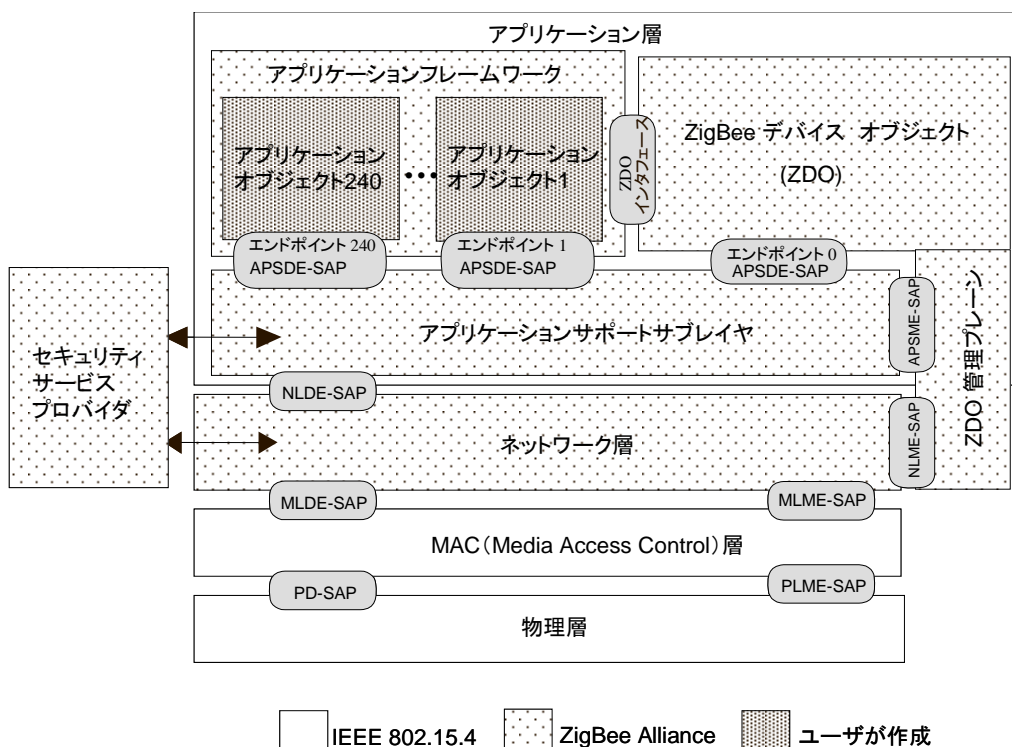 アプリケーション層
アプリケーションフレームワーク
アプリケーション
オブジェクト240
•••
アプリケーション
オブジェクト1
ZDO
インタフェース
ZigBee デバイス オブジェクト
(ZDO)
エンドポイント 240
APSDE-SAP
エンドポイント 1
APSDE-SAP
エンドポイント 0
APSDE-SAP
セキュリティ
サービス
プロバイダ
アプリケーションサポートサブレイヤ
APSME-SAP
ZDO 管理プレーン
NLDE-SAP
ネットワーク層
NLME-SAP
MLDE-SAP
MLME-SAP
MAC（Media Access Control）層
PD-SAP
PLME-SAP
物理層
IEEE 802.15.4
ZigBee Alliance
ユーザが作成